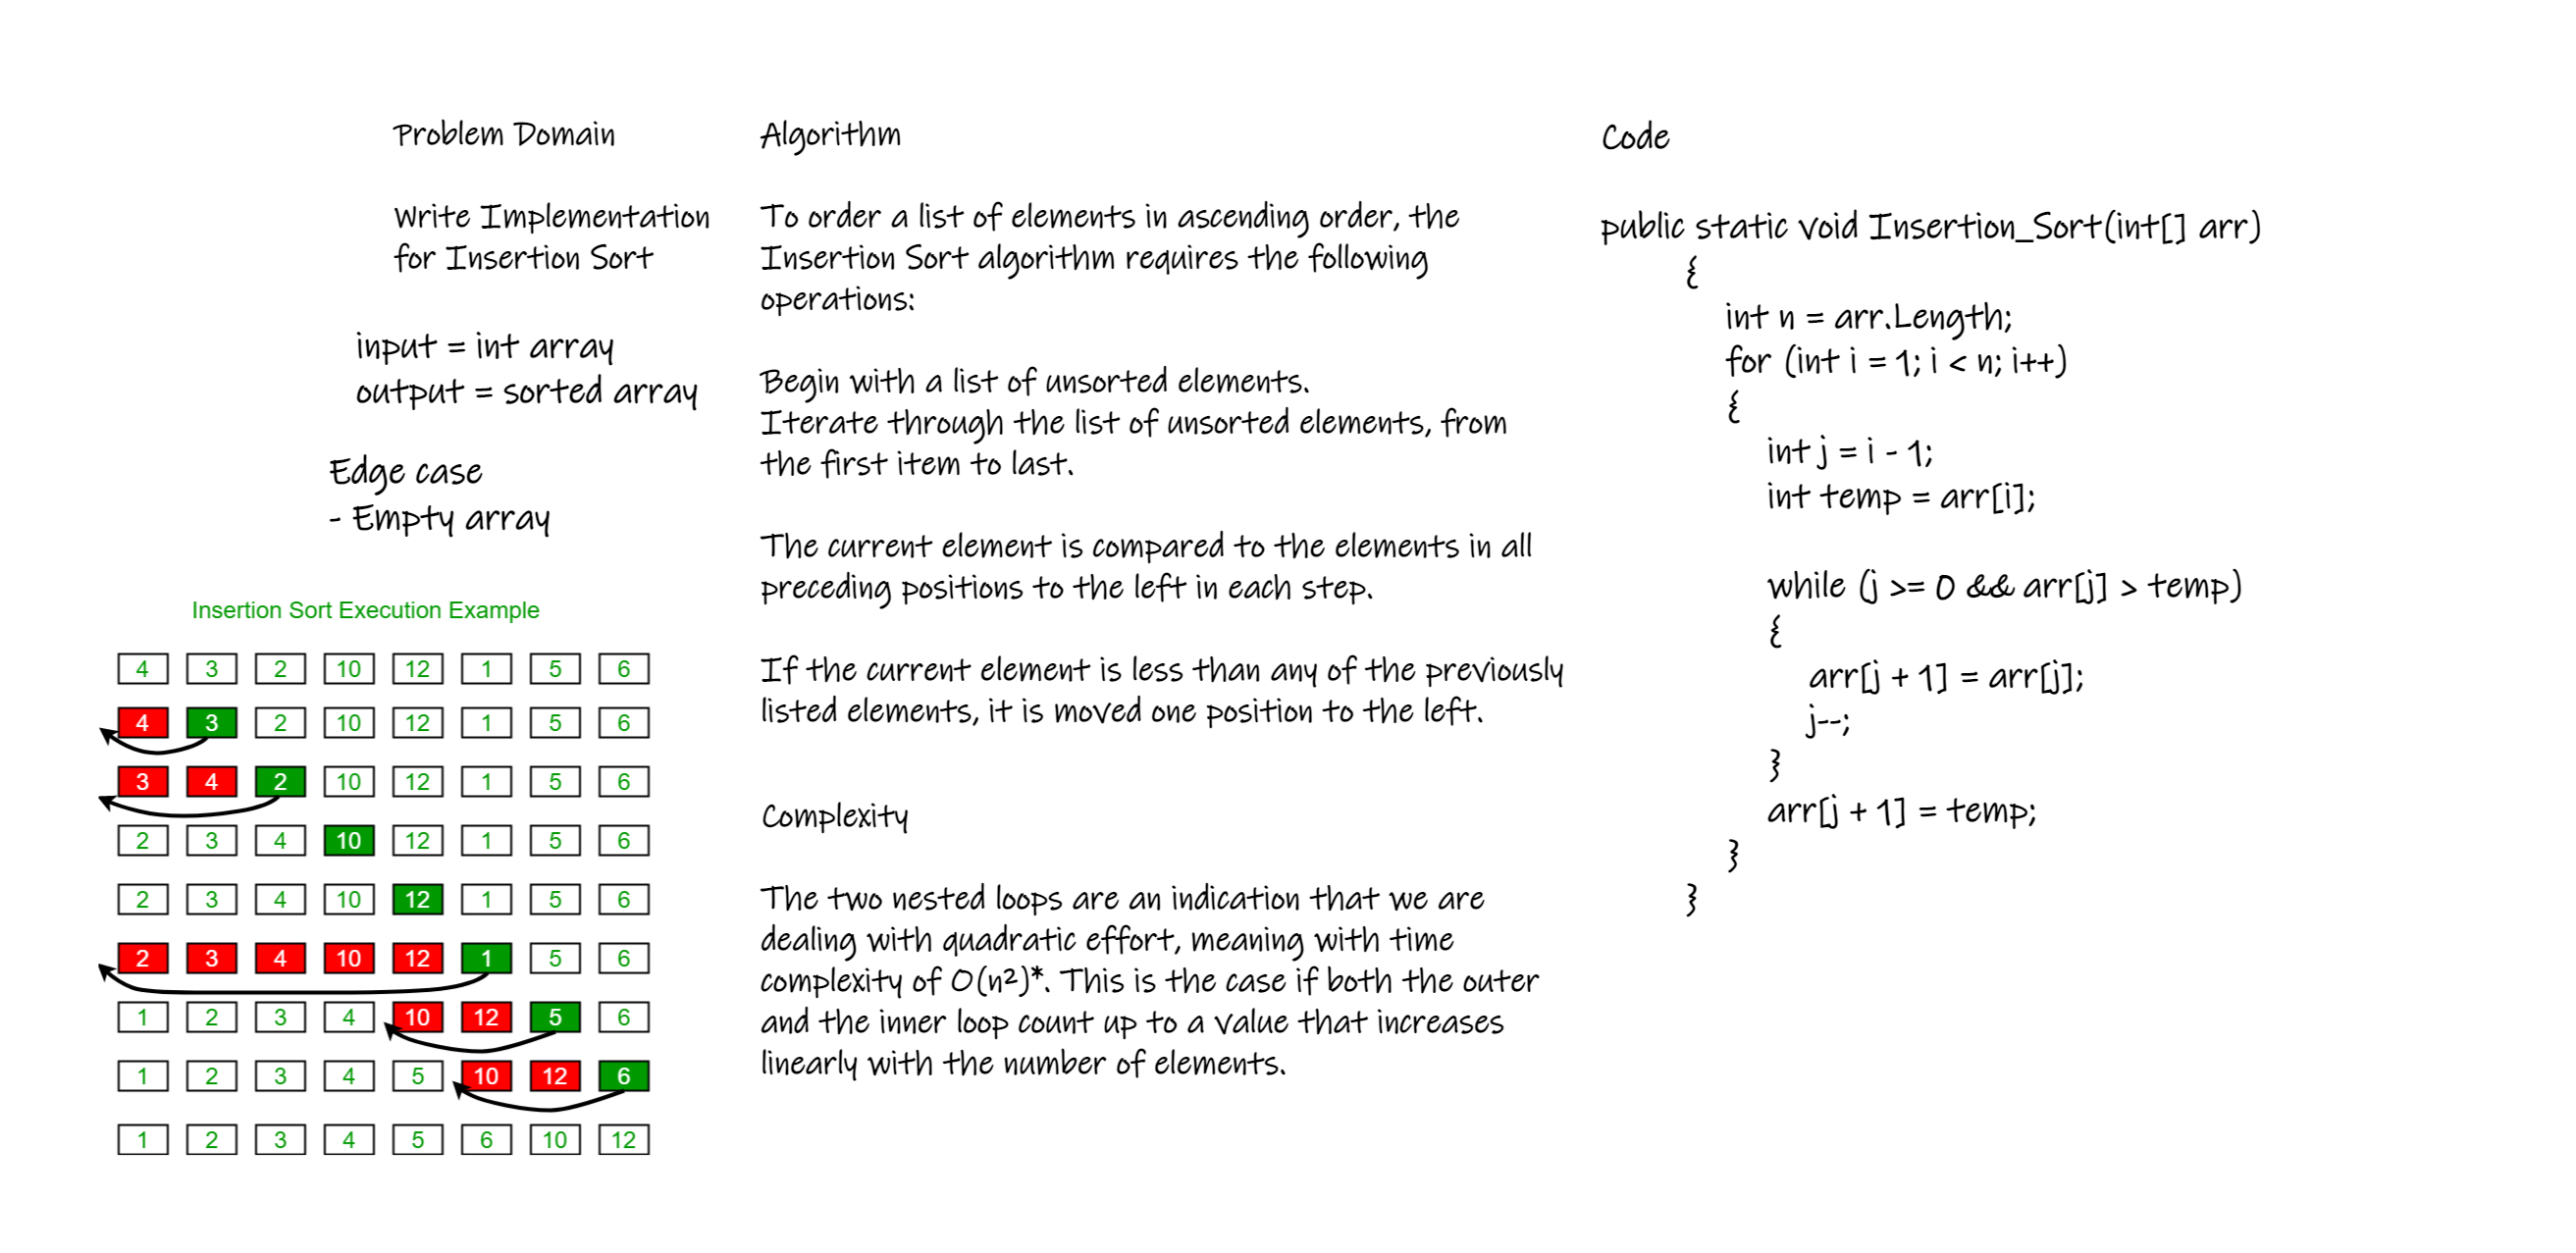 Problem Domain
Write Implementation
for Insertion Sort
input = int array
output = sorted array
Edge case
- Empty array
Insertion Sort Execution Example
4 3 2 10 12 1 5 6
4 3 2 10 12 1 5 6
3 4 2 10 12 1 5 6
2 3 4 10 12 1 5 6
2 3 4 10 12 1 5 6
2 3 4 10 12 1 5 6
1 2 3 4 10 12 5 6
1 2 3 4 5 10 12 6
1 2 3 4 5 6 10 12
Algorithm
To order a list of elements in ascending order, the
Insertion Sort algorithm requires the following
operations:
Begin with a list of unsorted elements.
Iterate through the list of unsorted elements, from
the first item to last.
The current element is compared to the elements in all
preceding positions to the left in each step.
If the current element is less than any of the previously
listed elements, it is moved one position to the left.
Complexity
The two nested loops are an indication that we are
dealing with quadratic effort, meaning with time
complexity of O(n²)*. This is the case if both the outer
and the inner loop count up to a value that increases
linearly with the number of elements.
Code
public static void Insertion_Sort(int[] arr)
{
int n = arr.Length;
for (int i = 1; i < n; i++)
{
int j = i - 1;
int temp = arr[i];
while (j >= 0 && arr[j] > temp)
{
arr[j + 1] = arr[j];
j--;
}
arr[j + 1] = temp;
}
}